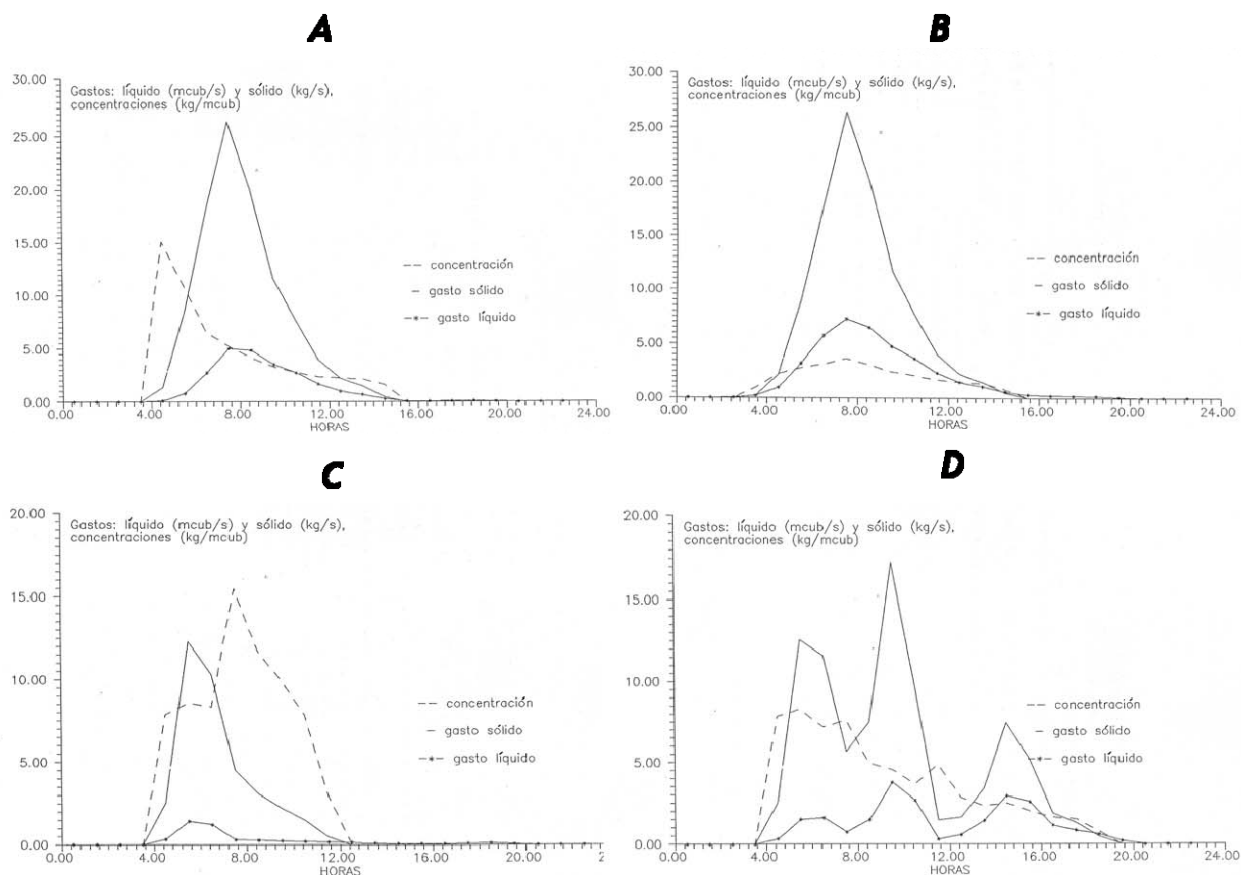 A
30.00
Gastos: líquido (mcub/s) y sólido (kg/s),
concentraciones (kg/mcub)
25.00
20.00
15.00
10.00
5.00
0.00
--- concentración
– gasto sólido
-*- gasto líquido
0.00 4.00 8.00 12.00 16.00 20.00 24.00
HORAS
B
30.00
Gastos: líquido (mcub/s) y sólido (kg/s),
concentraciones (kg/mcub)
25.00
20.00
15.00
10.00
5.00
0.00
--- concentración
– gasto sólido
-*- gasto líquido
0.00 4.00 8.00 12.00 16.00 20.00 24.00
HORAS
C
20.00
Gastos: líquido (mcub/s) y sólido (kg/s),
concentraciones (kg/mcub)
15.00
10.00
5.00
0.00
--- concentración
– gasto sólido
-*- gasto líquido
0.00 4.00 8.00 12.00 16.00 20.00 2
HORAS
D
20.00
Gastos: líquido (mcub/s) y sólido (kg/s),
concentraciones (kg/mcub)
15.00
10.00
5.00
0.00
--- concentración
– gasto sólido
-*- gasto líquido
0.00 4.00 8.00 12.00 16.00 20.00 24.00
HORAS